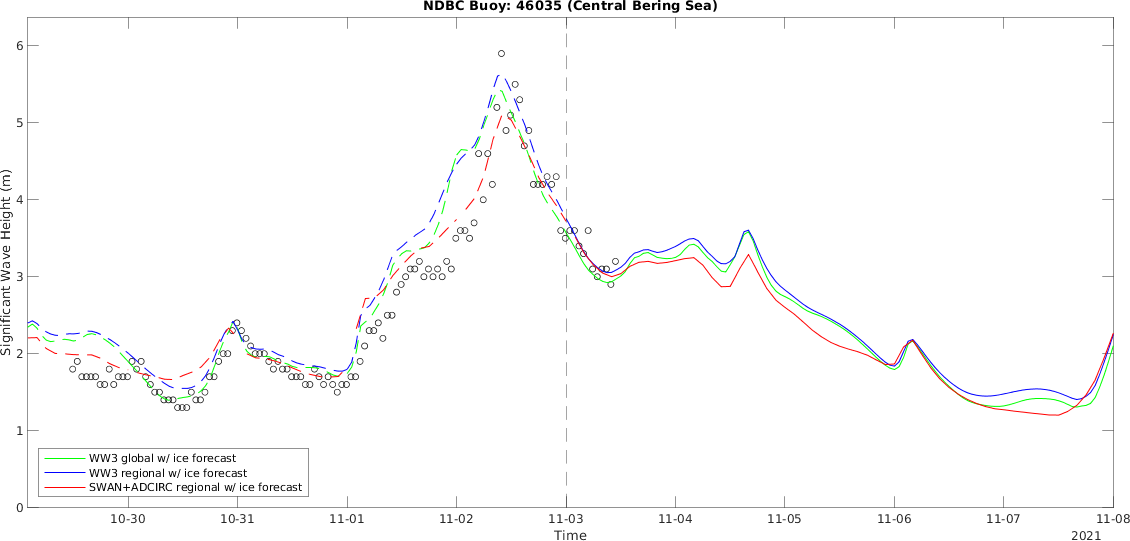 NDBC Buoy: 46035 (Central Bering Sea)
Significant Wave Height (m)
6
5
4
3
2
1
0
WW3 global w/ ice forecast
WW3 regional w/ ice forecast
SWAN+ADCIRC regional w/ ice forecast
10-30 10-31 11-01 11-02 11-03 11-04 11-05 11-06 11-07 11-08
Time
2021